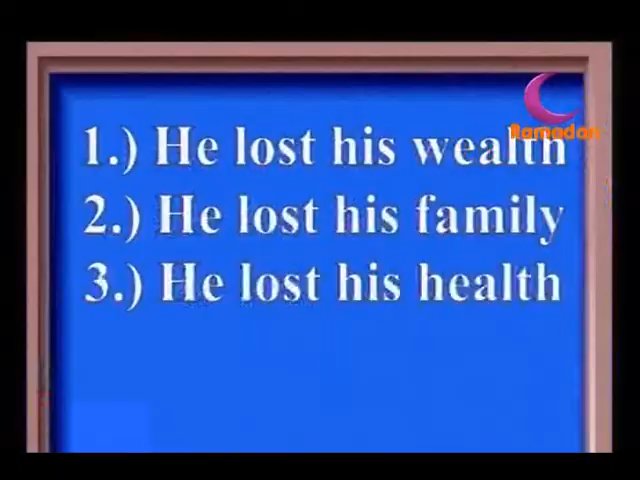 Ramadan
1.) He lost his wealth
2.) He lost his family
3.) He lost his health